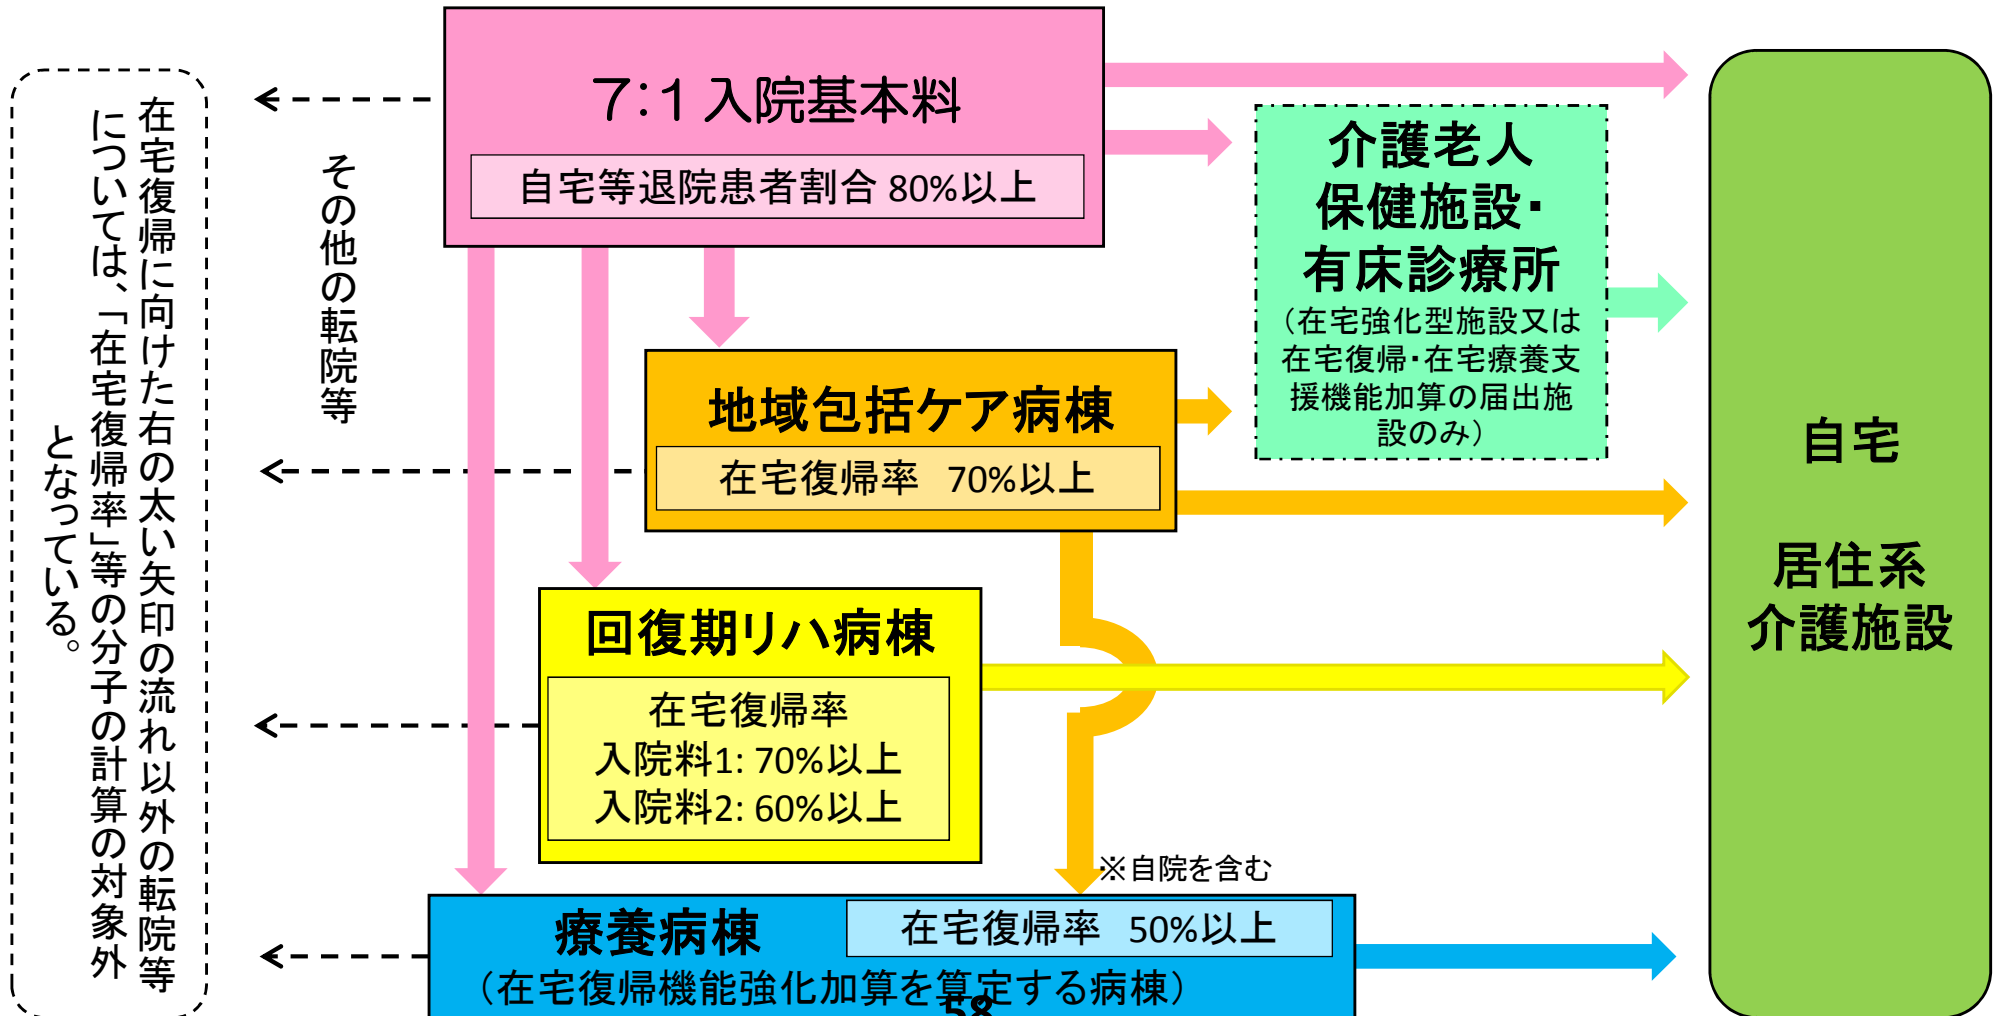 7:1 入院基本料
自宅等退院患者割合 80%以上
介護老人
保健施設・
有床診療所
（在宅強化型施設又は
在宅復帰・在宅療養支
援機能加算の届出施
設のみ）
地域包括ケア病棟
在宅復帰率 70%以上
回復期リハ病棟
在宅復帰率
入院料1: 70%以上
入院料2: 60%以上
※自院を含む
療養病棟
在宅復帰率 50%以上
（在宅復帰機能強化加算を算定する病棟）
58
自宅
居住系
介護施設
その他の転院等
在宅復帰に向けた右の太い矢印の流れ以外の転院等
については、「在宅復帰率」等の分子の計算の対象外
となっている。